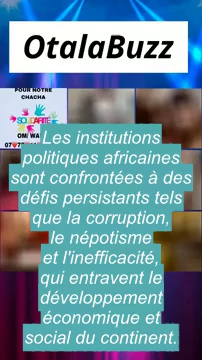 OtalaBuzz
POUR NOTRE
CHACHA
SOLIDARITÉ
Les institutions
politiques africaines
sont confrontées à des
défis persistants tels
que la corruption,
le népotisme
et l'inefficacité,
qui entravent le
développement
économique et
social du continent.